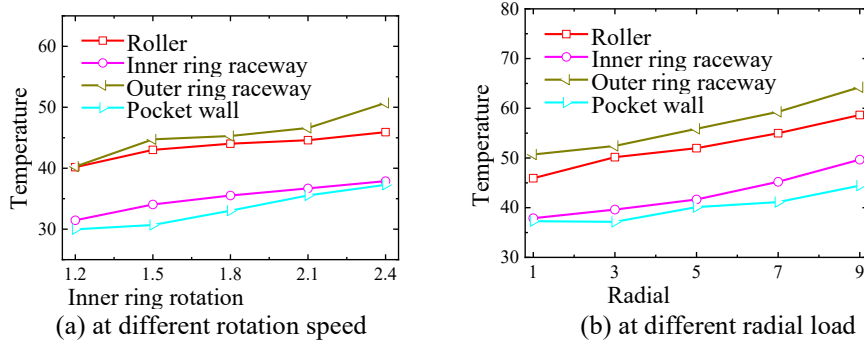 60
50
40
30
Temperature
Roller
Inner ring raceway
Outer ring raceway
Pocket wall
1.2 1.5 1.8 2.1 2.4
Inner ring rotation
(a) at different rotation speed
80
70
60
50
40
30
Temperature
Roller
Inner ring raceway
Outer ring raceway
Pocket wall
1 3 5 7 9
Radial
(b) at different radial load